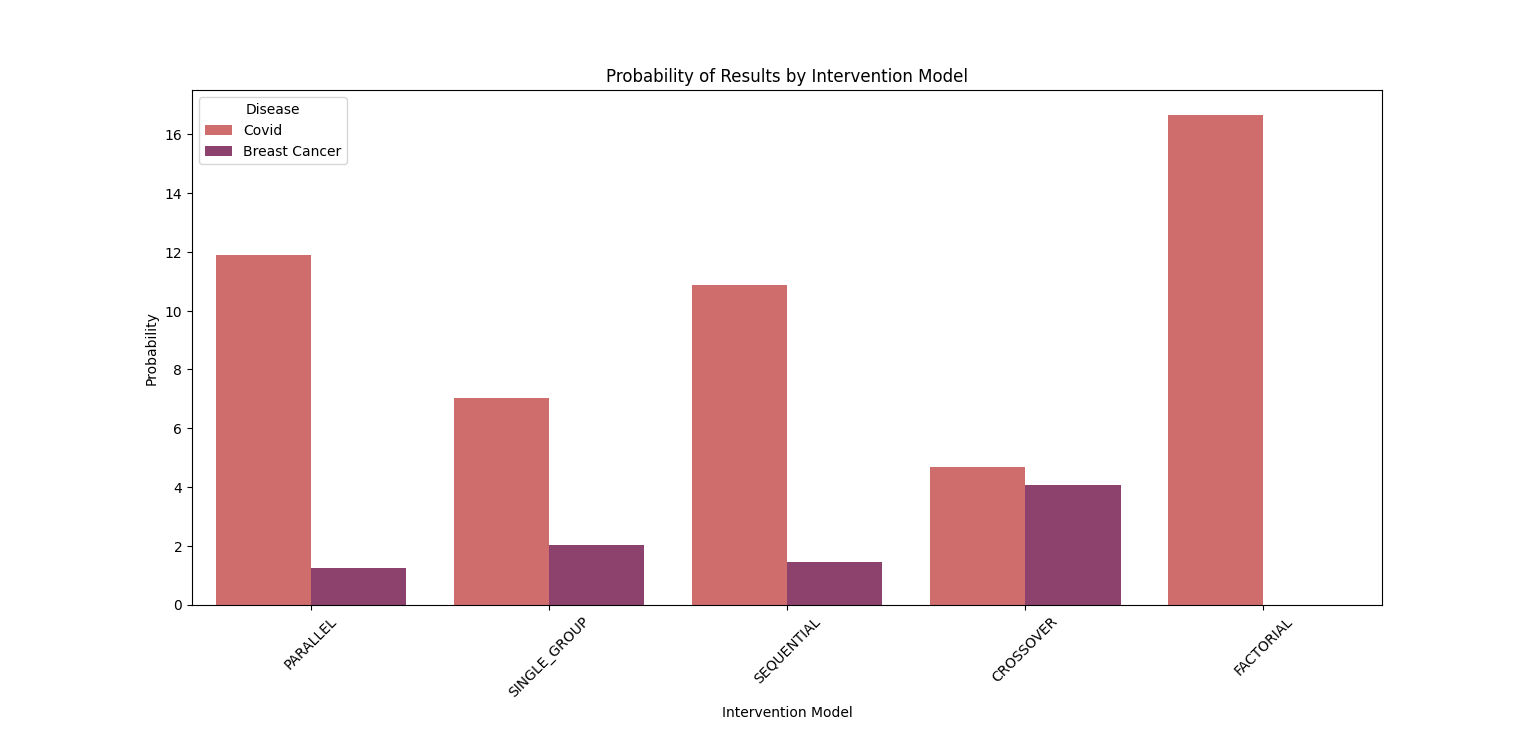 Probability of Results by Intervention Model
Disease
Covid
Breast Cancer
Probability
16
14
12
10
8
6
4
2
0
PARALLEL
SINGLE_GROUP
SEQUENTIAL
CROSSOVER
FACTORIAL
Intervention Model